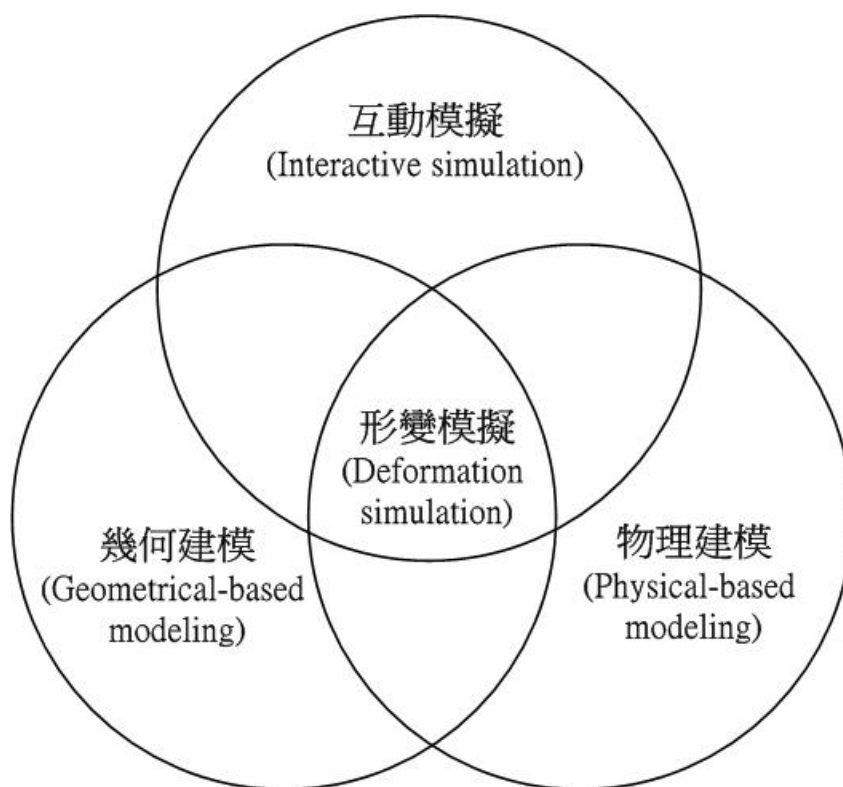 互動模擬
(Interactive simulation)
形變模擬
(Deformation
simulation)
幾何建模
(Geometrical-based
modeling)
物理建模
(Physical-based
modeling)